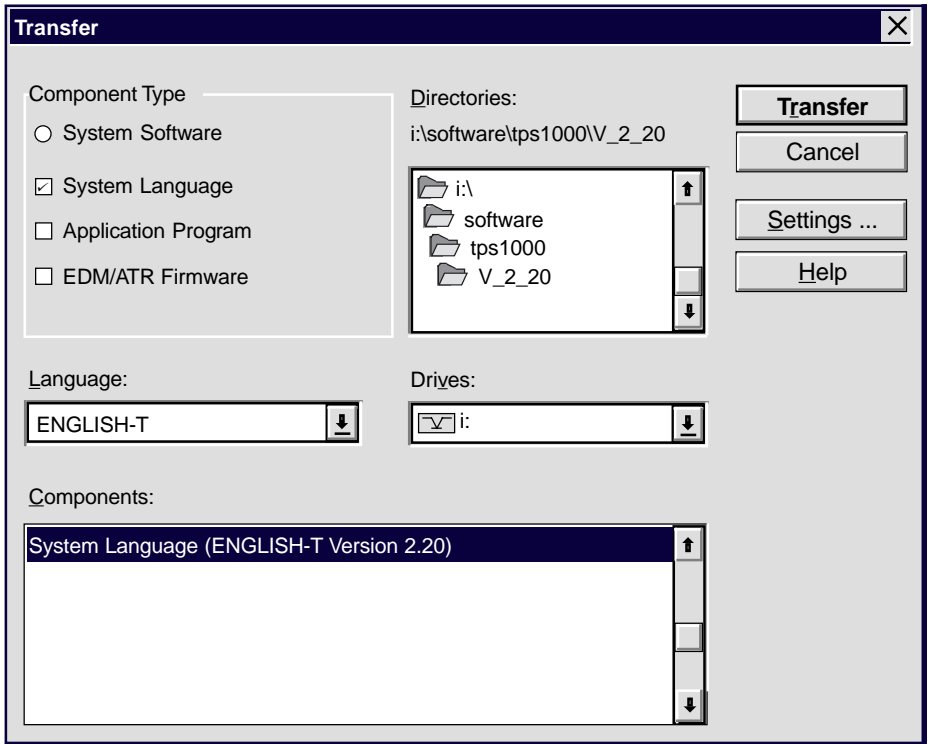 Transfer
Component Type
System Software
System Language
Application Program
EDM/ATR Firmware
Directories:
i:\software\tps1000\V_2_20
i:\
software
tps1000
V_2_20
Transfer
Cancel
Settings ...
Help
Language:
ENGLISH-T
Drives:
i:
Components:
System Language (ENGLISH-T Version 2.20)